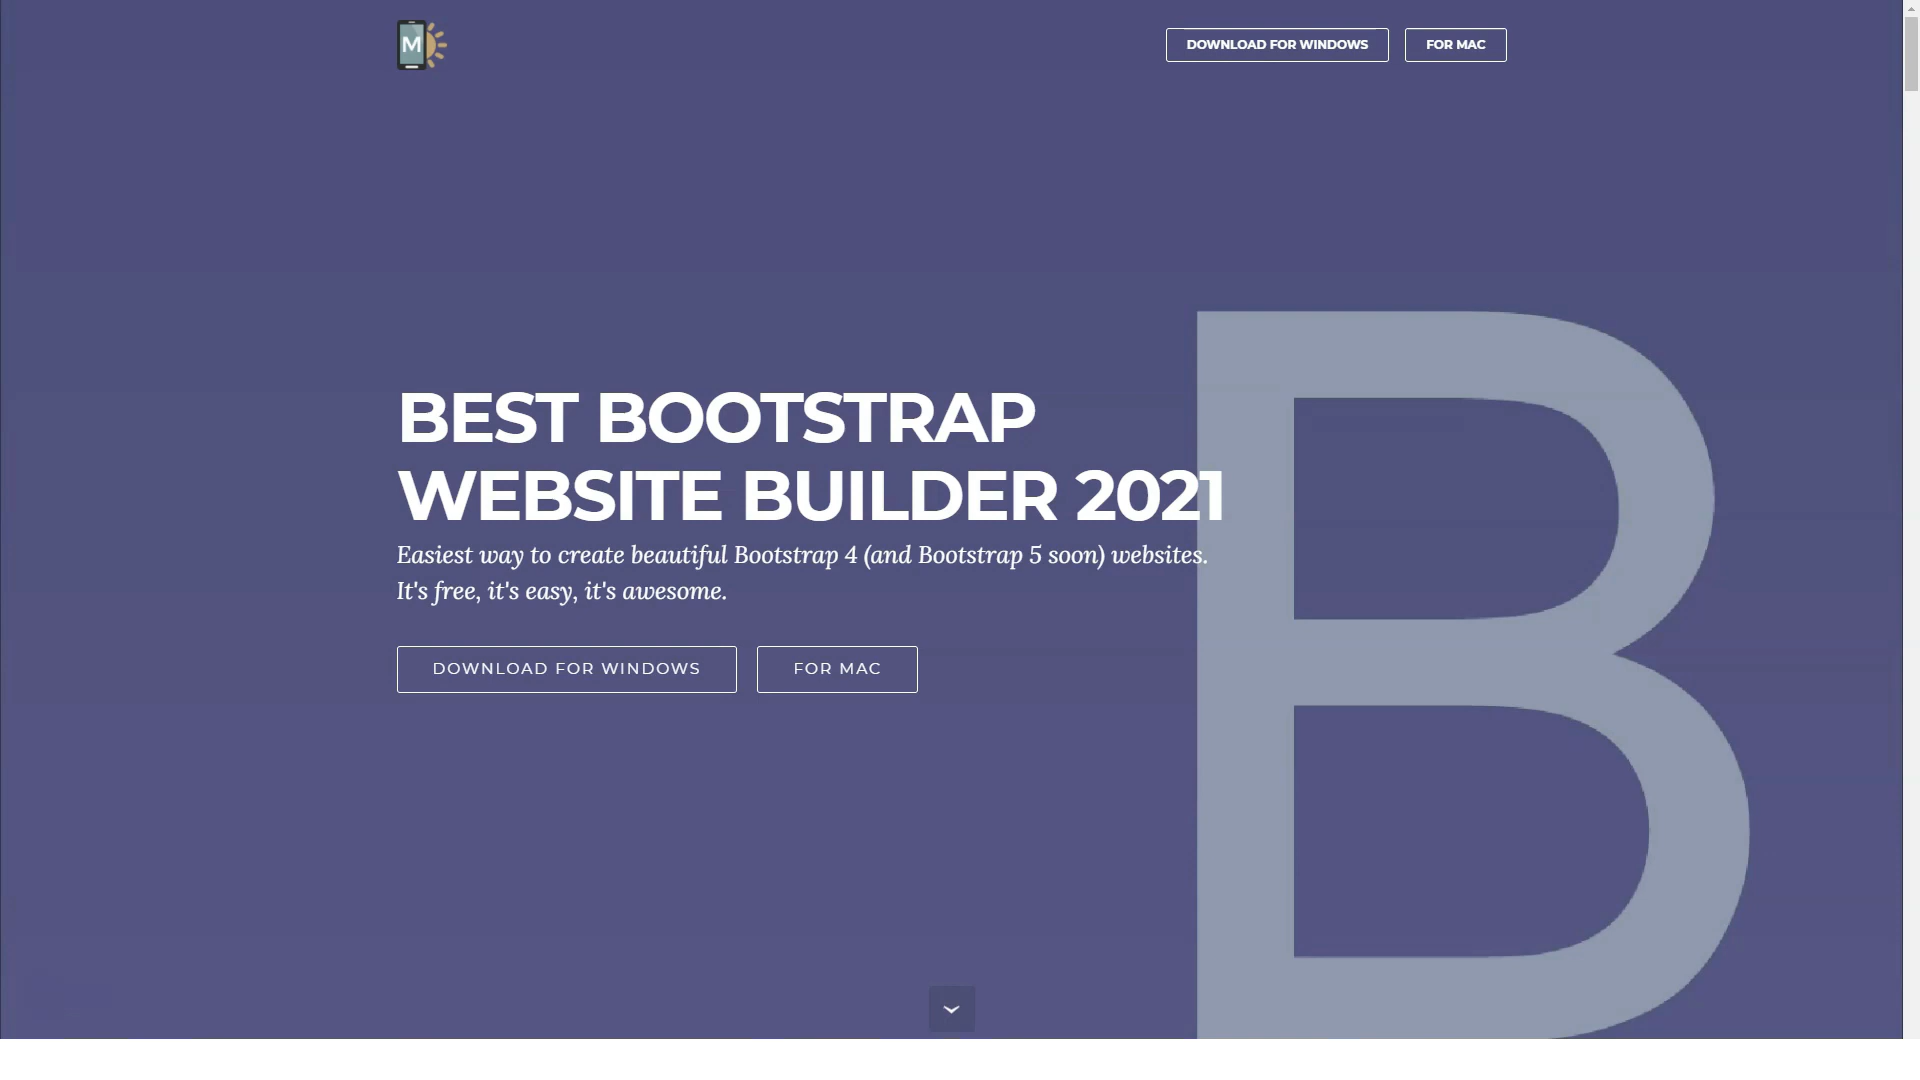 M
DOWNLOAD FOR WINDOWS
FOR MAC
BEST BOOTSTRAP
WEBSITE BUILDER 2021
Easiest way to create beautiful Bootstrap 4 (and Bootstrap 5 soon) websites.
It's free, it's easy, it's awesome.
DOWNLOAD FOR WINDOWS
FOR MAC
B